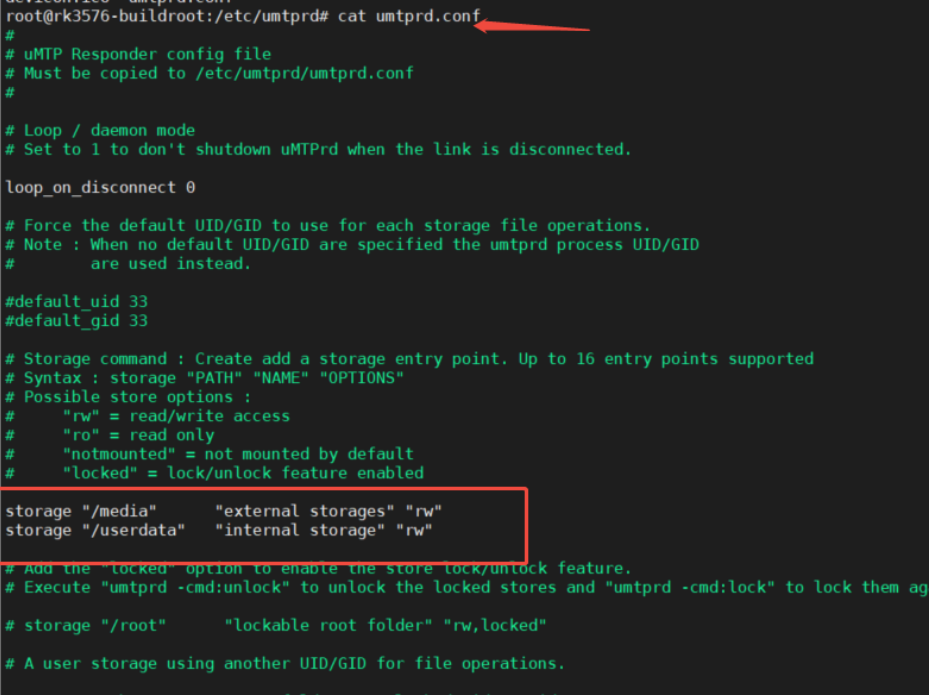 root@rk3576-buildroot:/etc/umtprd# cat umtprd.conf
#
# uMTP Responder config file
# Must be copied to /etc/umtprd/umtprd.conf
#
# Loop / daemon mode
# Set to 1 to don't shutdown uMTPrd when the link is disconnected.
loop_on_disconnect 0
# Force the default UID/GID to use for each storage file operations.
# Note : When no default UID/GID are specified the umtprd process UID/GID
#        are used instead.
#default_uid 33
#default_gid 33
# Storage command : Create add a storage entry point. Up to 16 entry points supported
# Syntax : storage "PATH" "NAME" "OPTIONS"
# Possible store options :
#     "rw" = read/write access
#     "ro" = read only
#     "notmounted" = not mounted by default
#     "locked" = lock/unlock feature enabled
storage "/media"      "external storages" "rw"
storage "/userdata"   "internal storage" "rw"
# Add the "locked" option to enable the store lock/unlock feature.
# Execute "umtprd -cmd:unlock" to unlock the locked stores and "umtprd -cmd:lock" to lock them ag
# storage "/root"      "lockable root folder" "rw,locked"
# A user storage using another UID/GID for file operations.